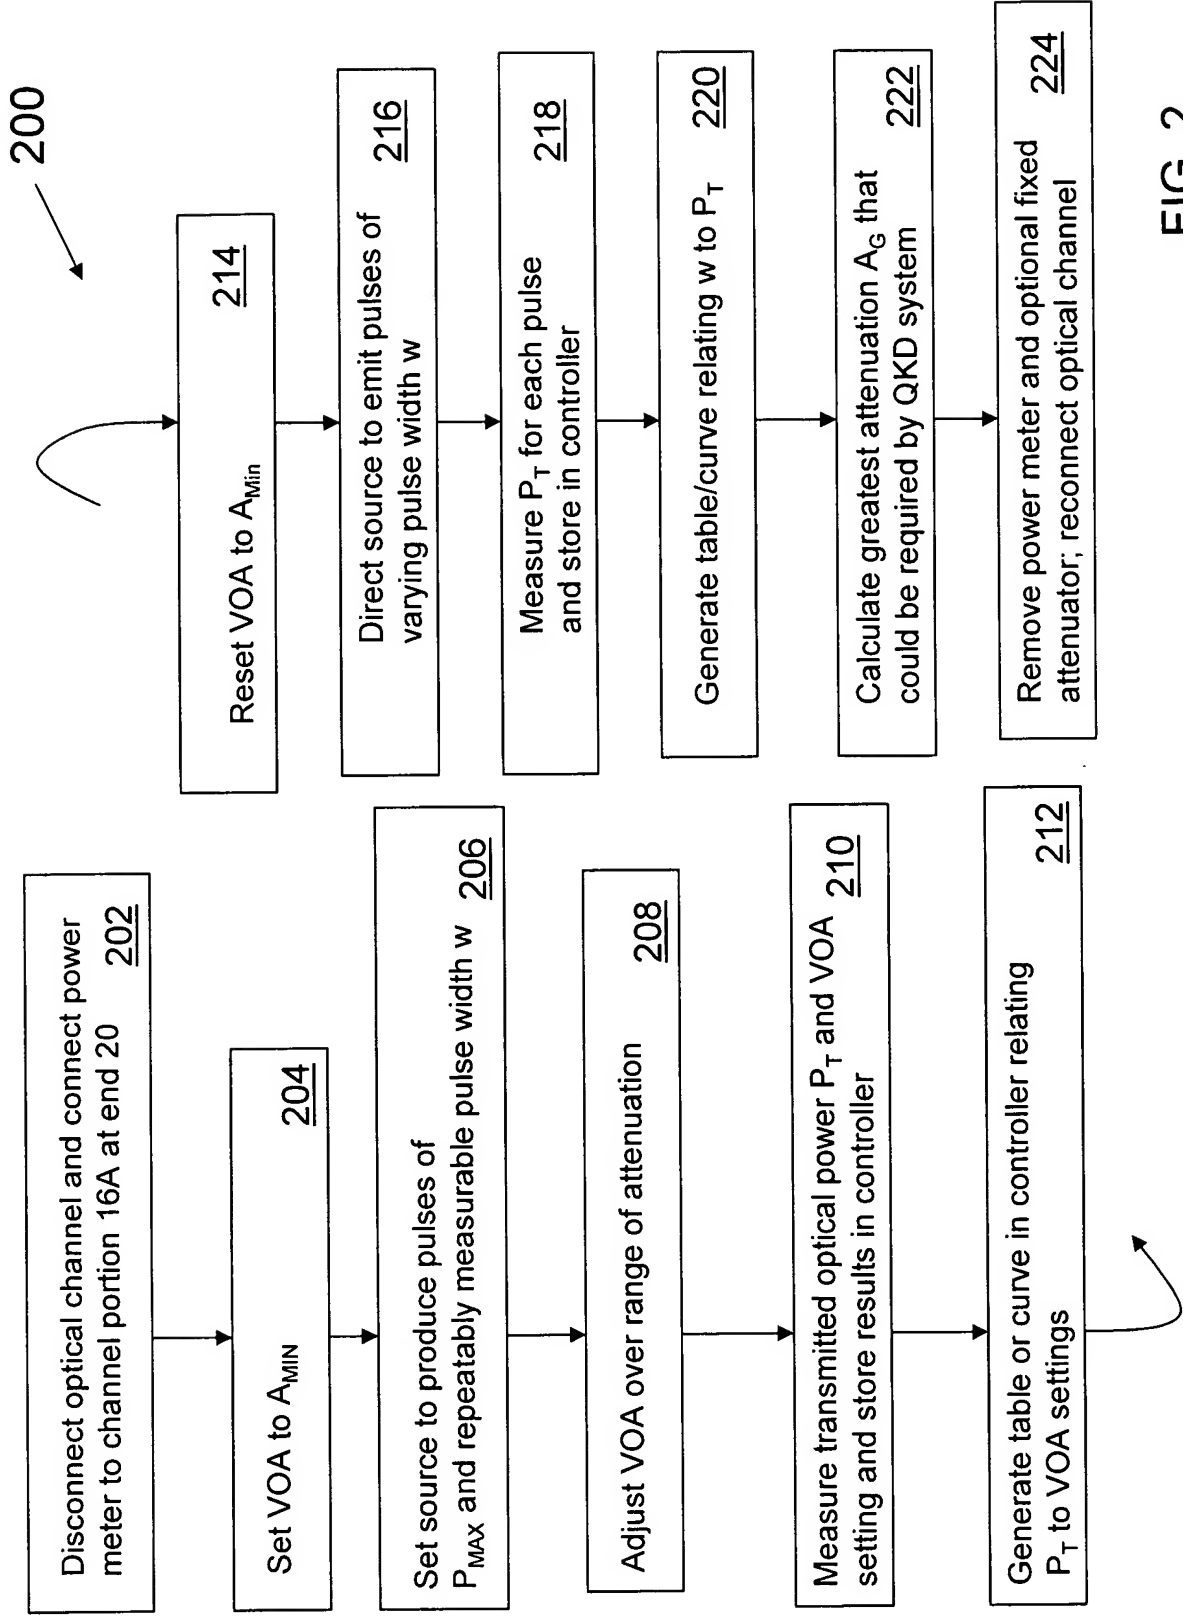 200
Disconnect optical channel and connect power
meter to channel portion 16A at end 20
202
Set VOA to A_MIN
204
Set source to produce pulses of
P_MAX and repeatably measurable pulse width w
206
Adjust VOA over range of attenuation
208
Measure transmitted optical power P_T and VOA
setting and store results in controller
210
Generate table or curve in controller relating
P_T to VOA settings
212
Reset VOA to A_Min
214
Direct source to emit pulses of
varying pulse width w
216
Measure P_T for each pulse
and store in controller
218
Generate table/curve relating w to P_T
220
Calculate greatest attenuation A_G that
could be required by QKD system
222
Remove power meter and optional fixed
attenuator; reconnect optical channel
224
FIG. 2